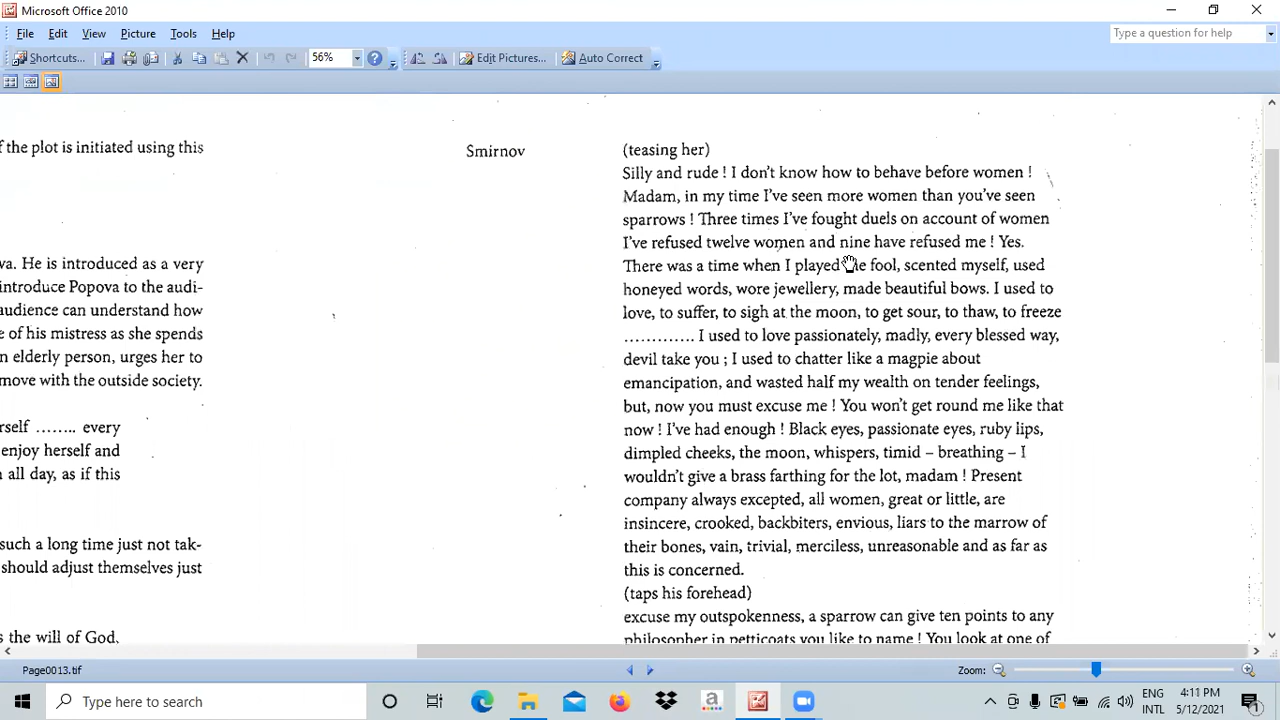 Microsoft Office 2010
File Edit View Picture Tools Help
Type a question for help
Shortcuts...
56%
Edit Pictures...
Auto Correct
f the plot is initiated using this
va. He is introduced as a very
introduce Popova to the audi-
audience can understand how
e of his mistress as she spends
n elderly person, urges her to
move with the outside society.
rself …….. every
enjoy herself and
n all day, as if this
such a long time just not tak-
should adjust themselves just
s the will of God.
Smirnov
(teasing her)
Silly and rude ! I don't know how to behave before women !
Madam, in my time I've seen more women than you've seen
sparrows ! Three times I've fought duels on account of women
I've refused twelve women and nine have refused me ! Yes.
There was a time when I played fool, scented myself, used
honeyed words, wore jewellery, made beautiful bows. I used to
love, to suffer, to sigh at the moon, to get sour, to thaw, to freeze
…………. I used to love passionately, madly, every blessed way,
devil take you ; I used to chatter like a magpie about
emancipation, and wasted half my wealth on tender feelings,
but, now you must excuse me ! You won't get round me like that
now ! I've had enough ! Black eyes, passionate eyes, ruby lips,
dimpled cheeks, the moon, whispers, timid – breathing – I
wouldn't give a brass farthing for the lot, madam ! Present
company always excepted, all women, great or little, are
insincere, crooked, backbiters, envious, liars to the marrow of
their bones, vain, trivial, merciless, unreasonable and as far as
this is concerned.
(taps his forehead)
excuse my outspokenness, a sparrow can give ten points to any
philosopher in petticoats you like to name ! You look at one of
Page0013.tif
Zoom:
Type here to search
ENG
INTL
4:11 PM
5/12/2021